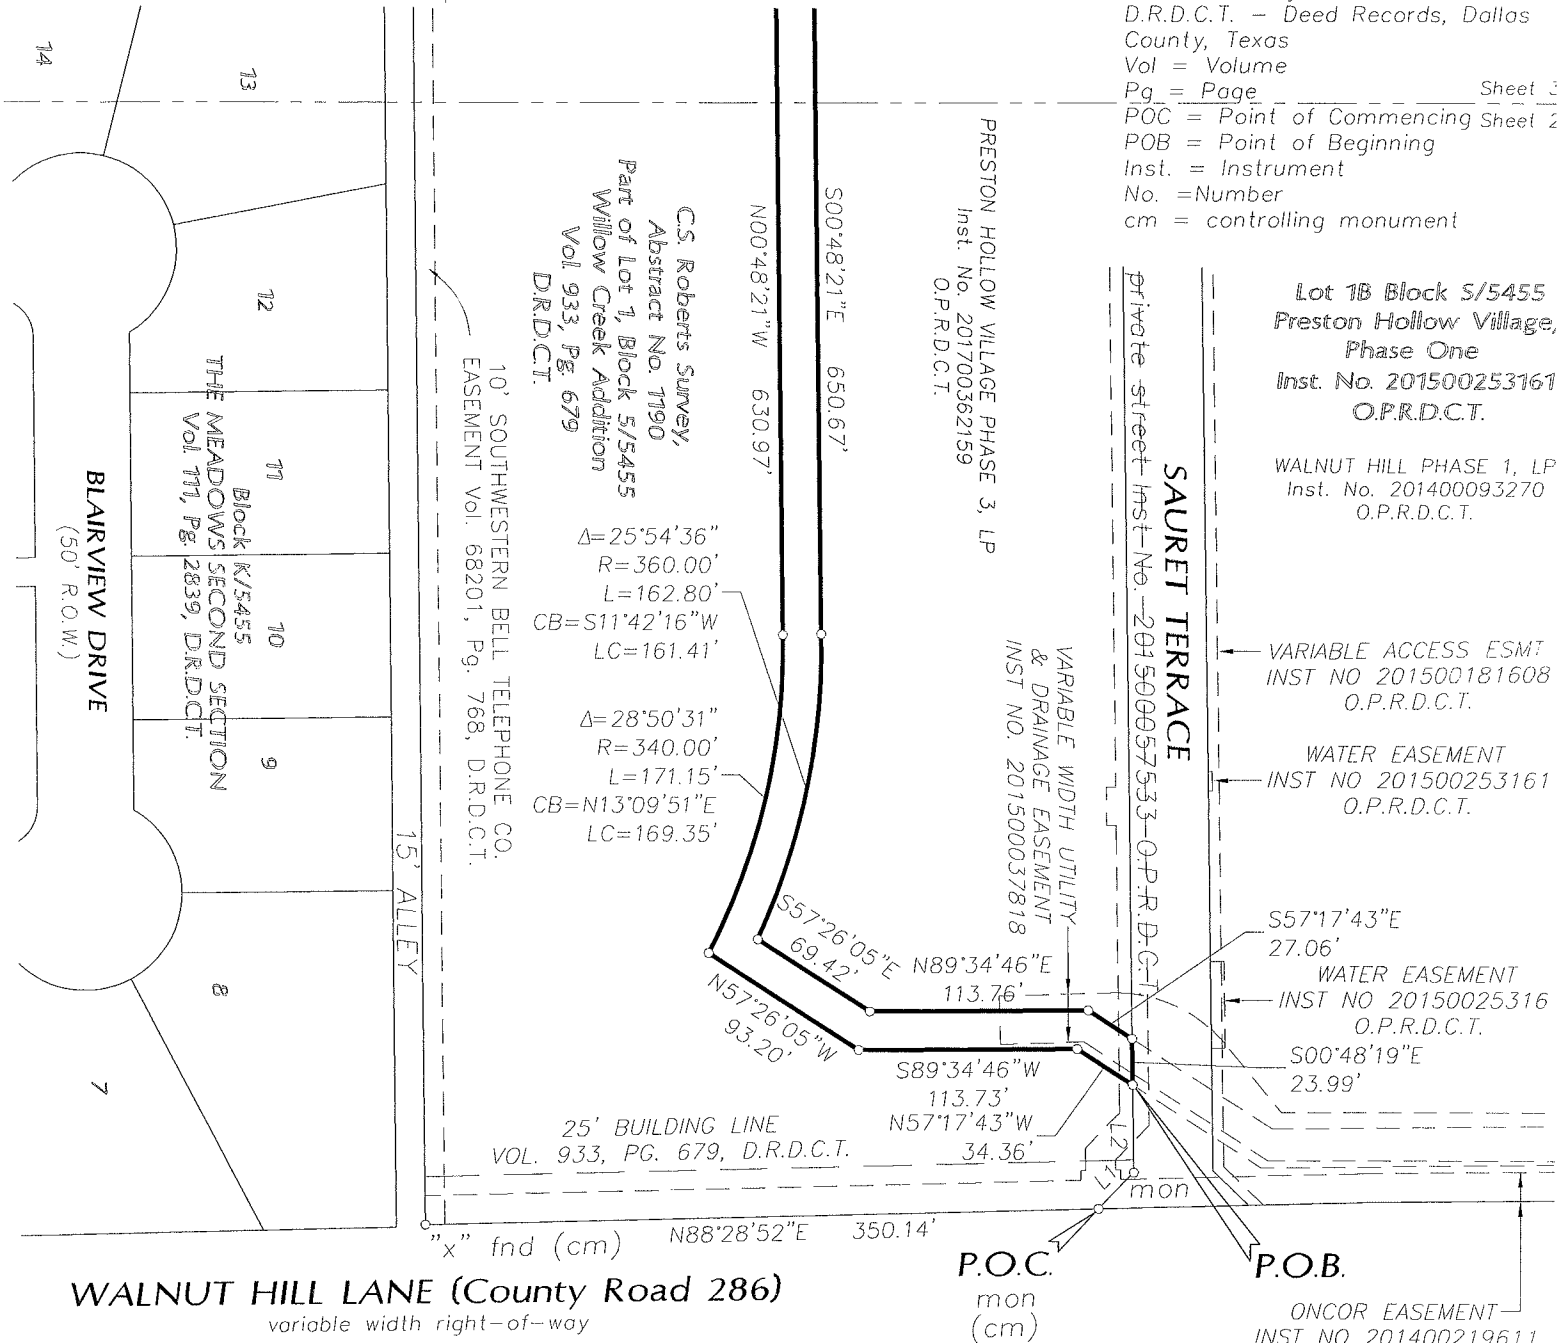 D.R.D.C.T. – Deed Records, Dallas
County, Texas
Vol = Volume
Pg = Page
Sheet 3
POC = Point of Commencing
Sheet 2
POB = Point of Beginning
Inst. = Instrument
No. =Number
cm = controlling monument
14
13
12
11
10
9
8
7
Block K/5455
THE MEADOWS SECOND SECTION
Vol. 111, Pg. 2839, D.R.D.C.T.
BLAIRVIEW DRIVE
(50' R.O.W.)
15' ALLEY
10' SOUTHWESTERN BELL TELEPHONE CO.
EASEMENT Vol. 68201, Pg. 768, D.R.D.C.T.
C.S. Roberts Survey,
Abstract No. 1190
Part of Lot 1, Block 5/5455
Willow Creek Addition
Vol. 933, Pg. 679
D.R.D.C.T.
N00°48'21"W 630.97'
S00°48'21"E 650.67'
PRESTON HOLLOW VILLAGE PHASE 3, LP
Inst. No. 201700362159
O.P.R.D.C.T.
Lot 1B Block S/5455
Preston Hollow Village,
Phase One
Inst. No. 201500253161
O.P.R.D.C.T.
WALNUT HILL PHASE 1, LP
Inst. No. 201400093270
O.P.R.D.C.T.
SAURET TERRACE
private street Inst No. 201500057533 O.P.R.D.C.T
Δ=25°54'36"
R=360.00'
L=162.80'
CB=S11°42'16"W
LC=161.41'
Δ=28°50'31"
R=340.00'
L=171.15'
CB=N13°09'51"E
LC=169.35'
VARIABLE WIDTH UTILITY
& DRAINAGE EASEMENT
INST NO. 201500037818
VARIABLE ACCESS ESMT
INST NO 201500181608
O.P.R.D.C.T.
WATER EASEMENT
INST NO 201500253161
O.P.R.D.C.T.
S57°17'43"E
27.06'
WATER EASEMENT
INST NO 20150025316
O.P.R.D.C.T.
S00°48'19"E
23.99'
S57°26'05"E
69.42'
N89°34'46"E
113.76'
N57°26'05"W
93.20'
S89°34'46"W
113.73'
N57°17'43"W
34.36'
25' BUILDING LINE
VOL. 933, PG. 679, D.R.D.C.T.
L2
L1
mon
"x" fnd (cm)
N88°28'52"E 350.14'
P.O.C.
mon
(cm)
P.O.B.
WALNUT HILL LANE (County Road 286)
variable width right–of–way
ONCOR EASEMENT
INST NO 201400219611